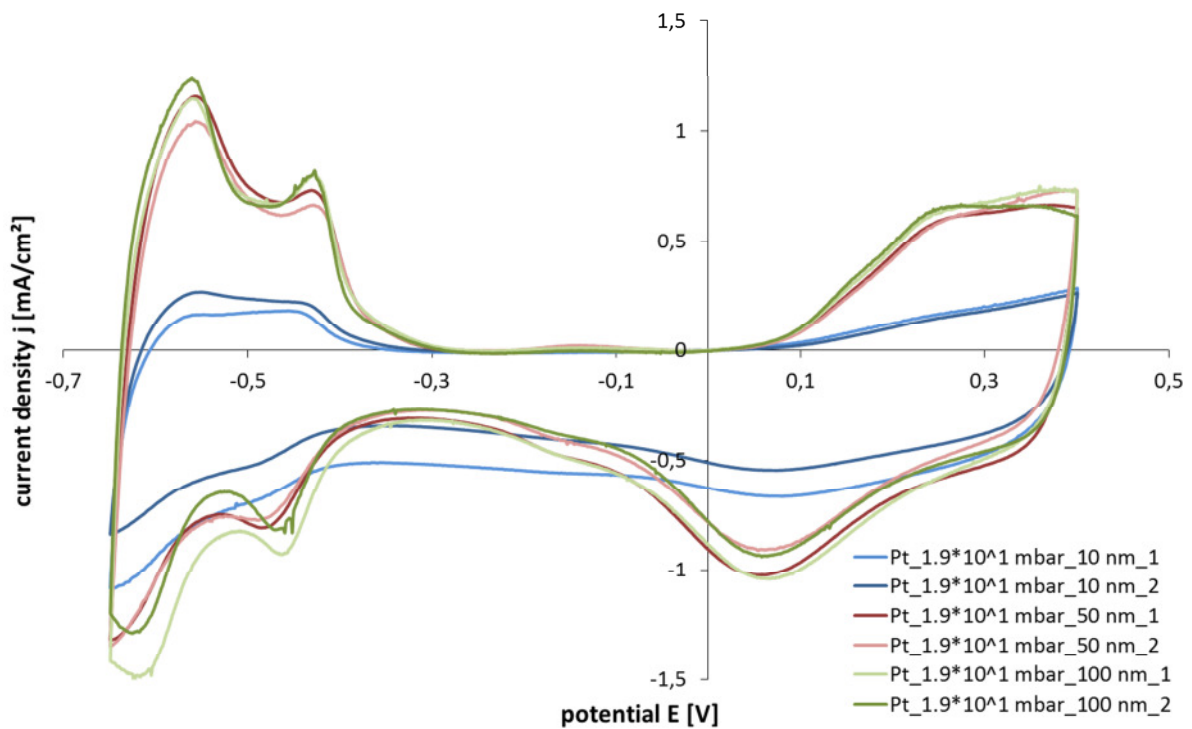 1,5
1
0,5
0
-0,7
-0,5
-0,3
-0,1
0,1
0,3
0,5
-0,5
-1
-1,5
current density j [mA/cm²]
potential E [V]
Pt_1.9*10^1 mbar_10 nm_1
Pt_1.9*10^1 mbar_10 nm_2
Pt_1.9*10^1 mbar_50 nm_1
Pt_1.9*10^1 mbar_50 nm_2
Pt_1.9*10^1 mbar_100 nm_1
Pt_1.9*10^1 mbar_100 nm_2